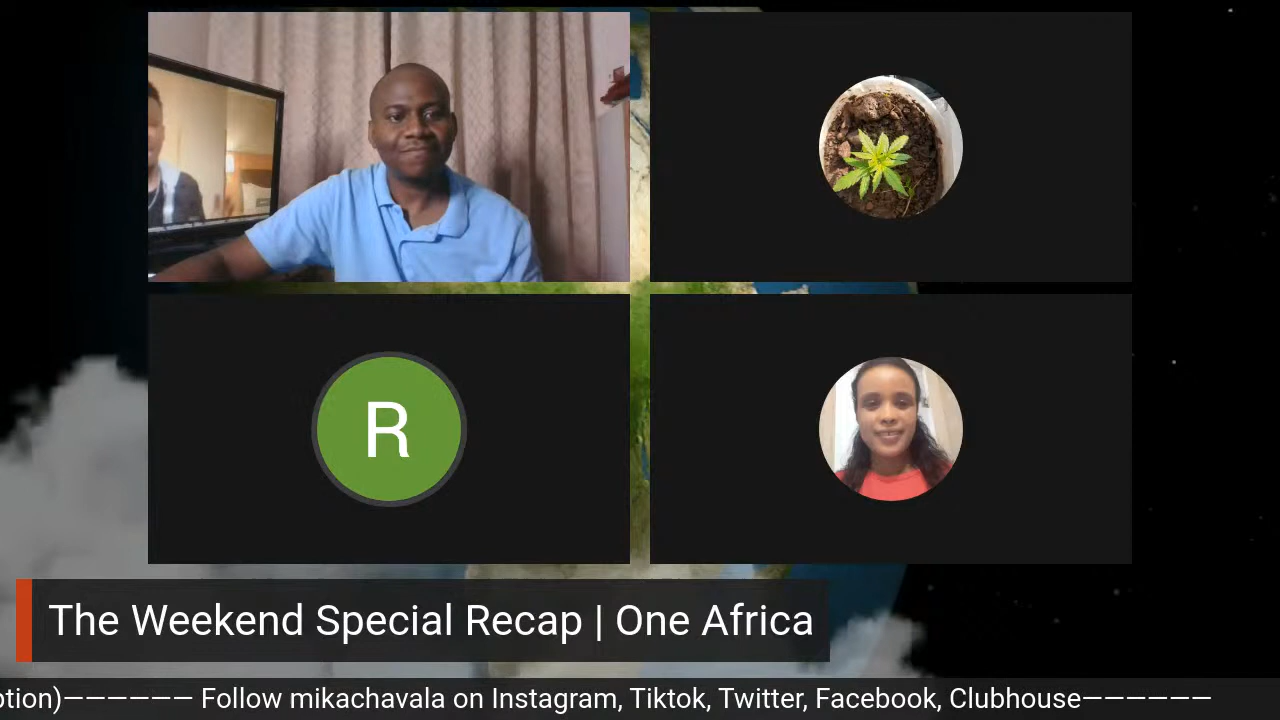 R
The Weekend Special Recap | One Africa
ption)—————— Follow mikachavala on Instagram, Tiktok, Twitter, Facebook, Clubhouse——————